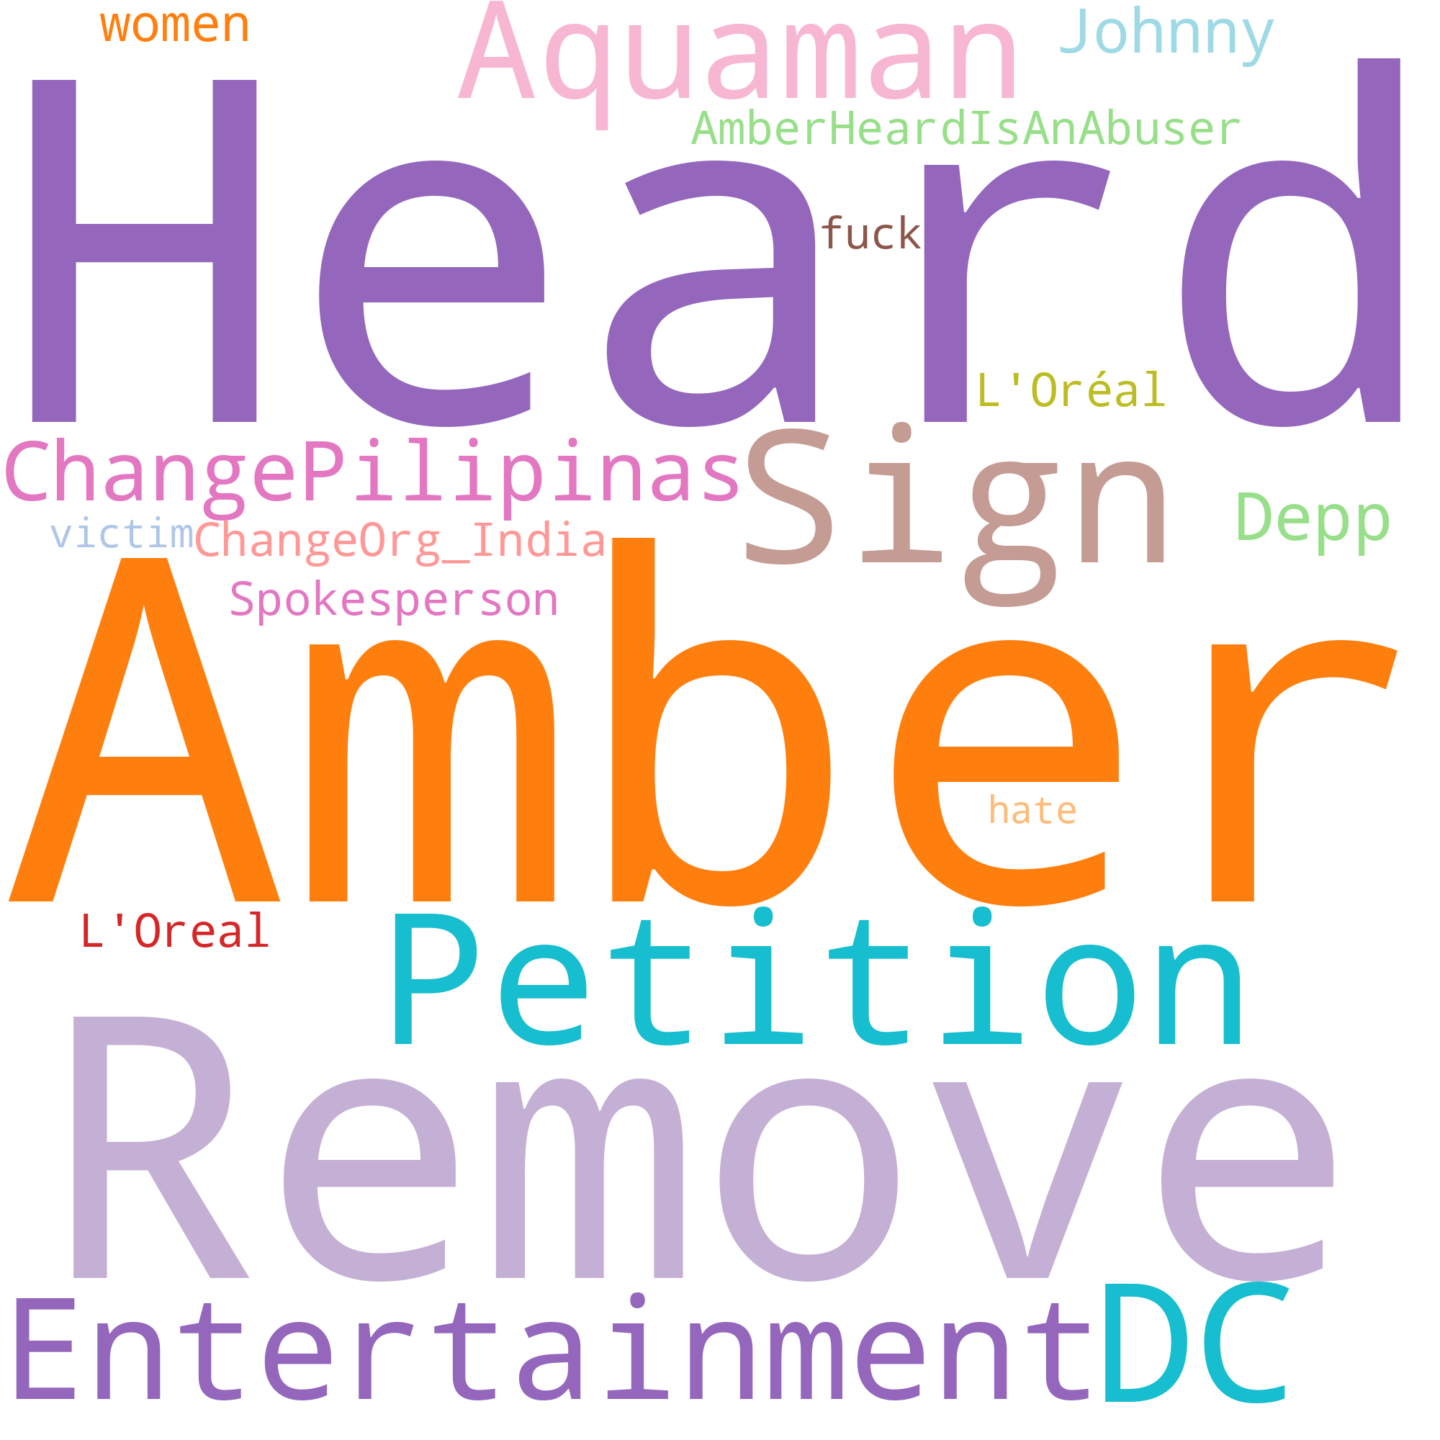 women Aquaman Johnny
AmberHeardIsAnAbuser
Heard
fuck
L'Oréal
ChangePilipinas Sign Depp
victim ChangeOrg_India
Spokesperson
Amber
hate
L'Oreal Petition
Remove
Entertainment DC